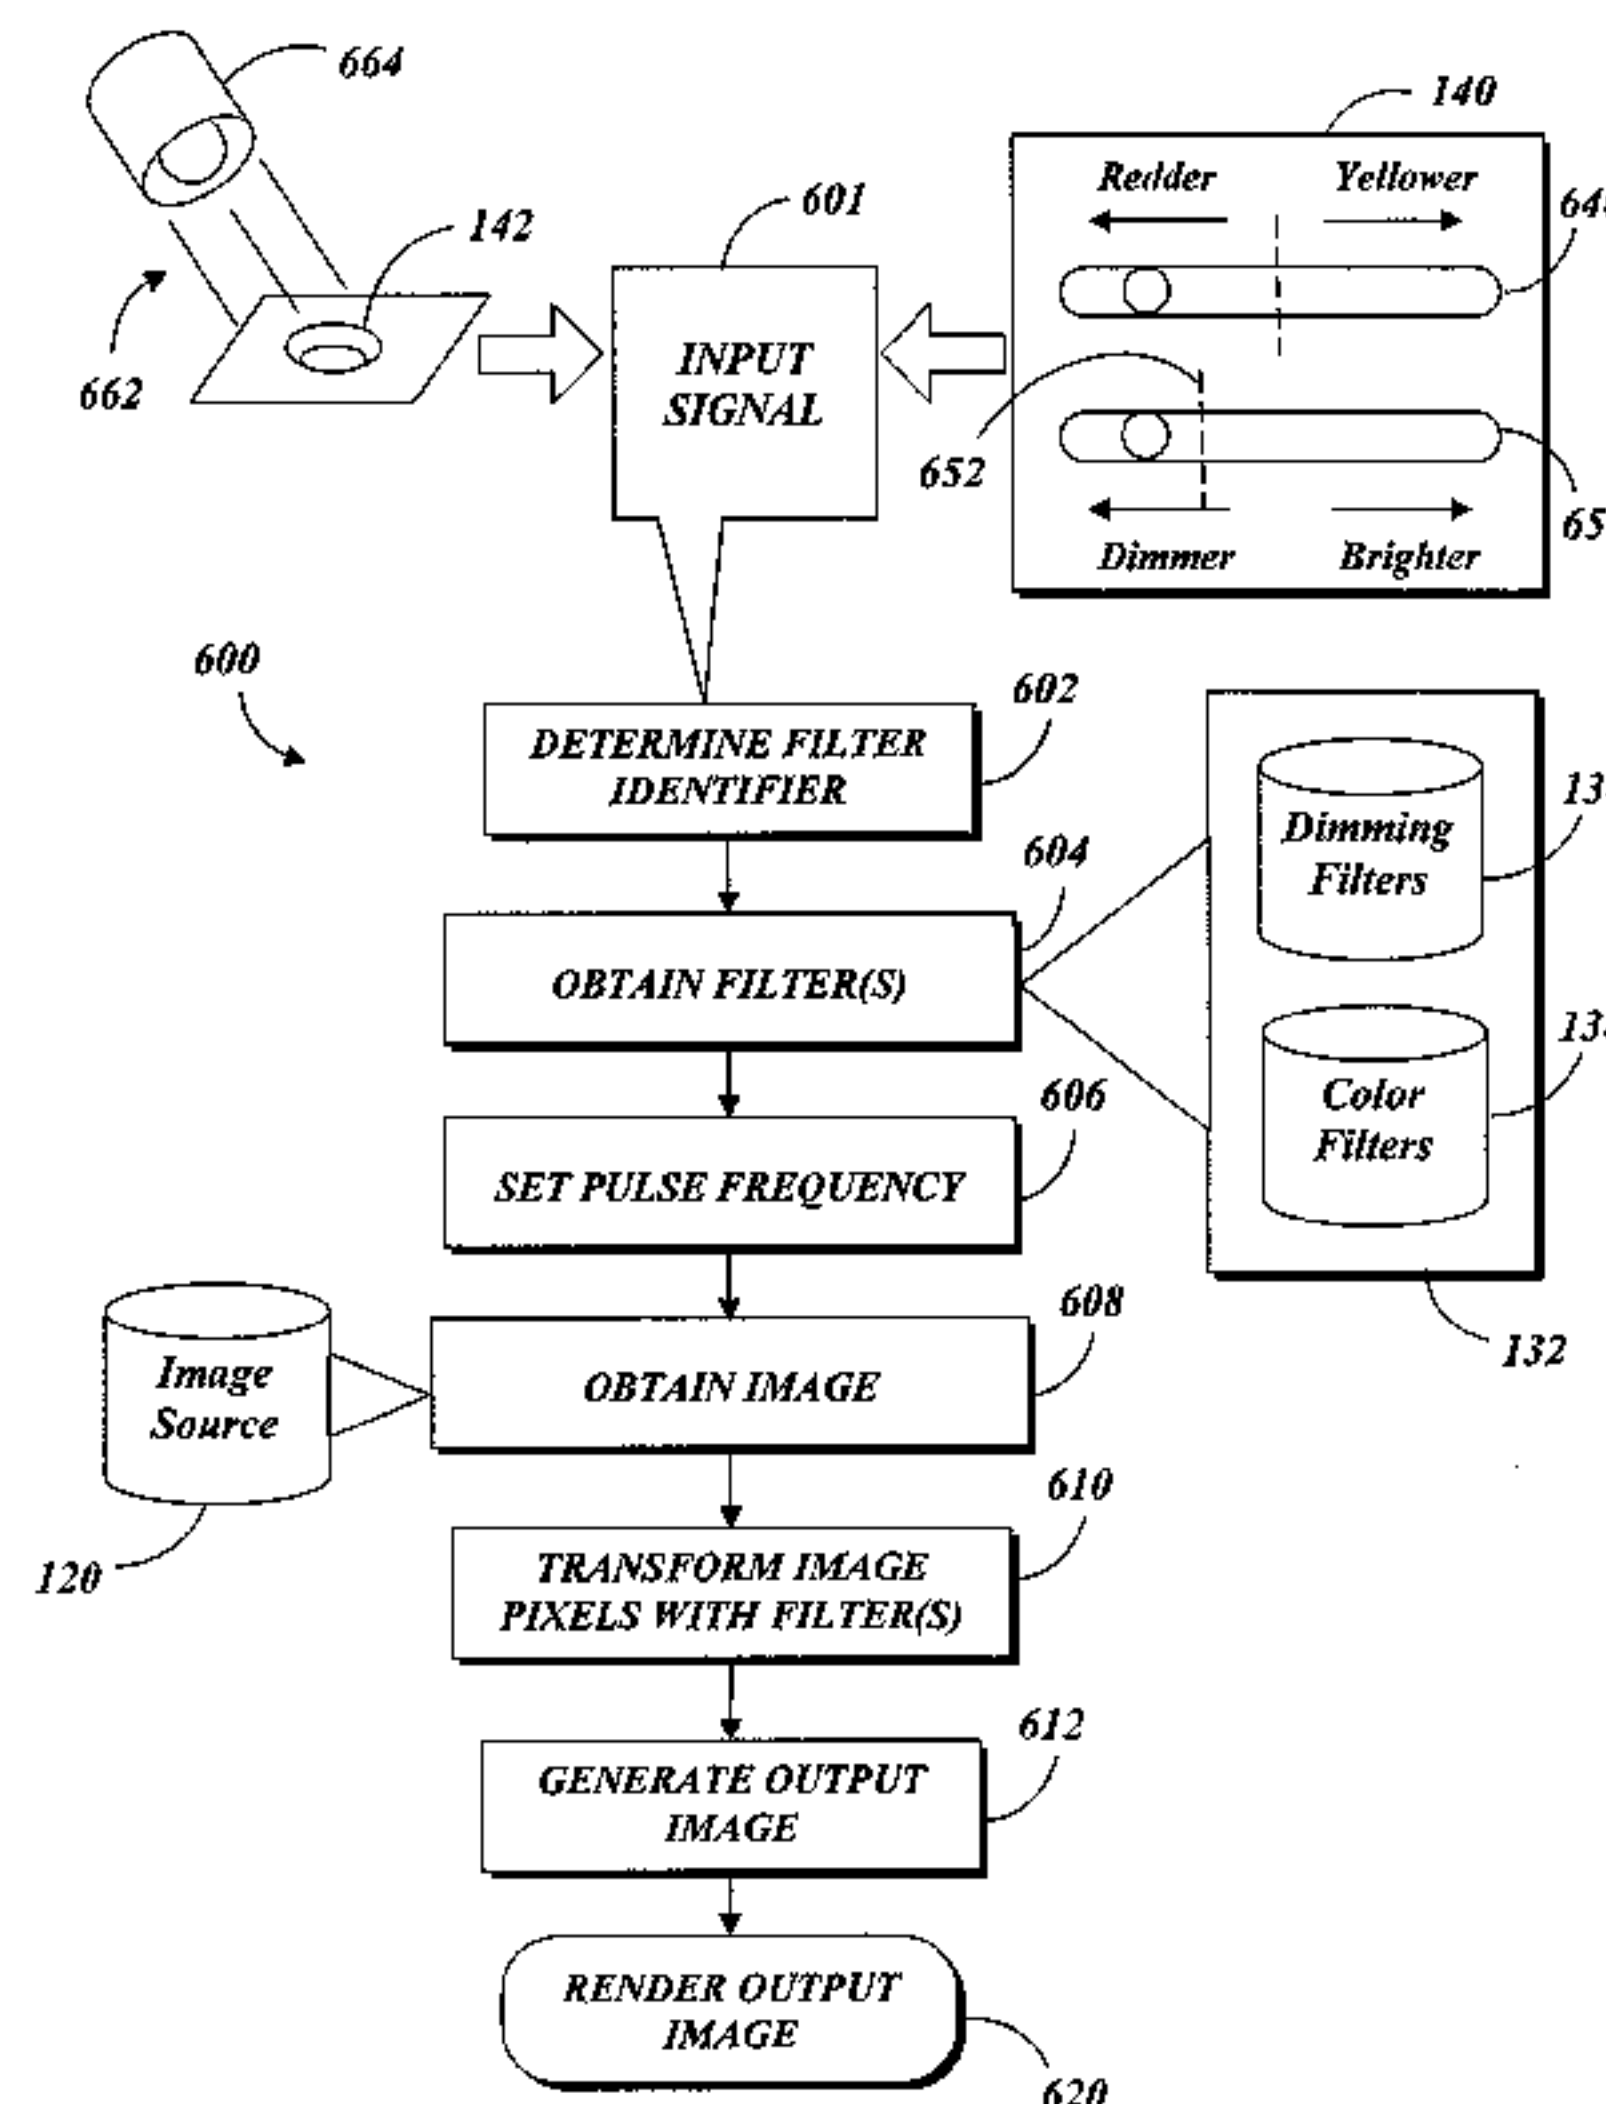 664
140
Redder Yellower
601
142
INPUT
SIGNAL
662
652
Dimmer Brighter
600
602
DETERMINE FILTER
IDENTIFIER
604
Dimming
Filters
OBTAIN FILTER(S)
606
Color
Filters
SET PULSE FREQUENCY
608
132
Image
Source
OBTAIN IMAGE
610
120
TRANSFORM IMAGE
PIXELS WITH FILTER(S)
612
GENERATE OUTPUT
IMAGE
RENDER OUTPUT
IMAGE
620